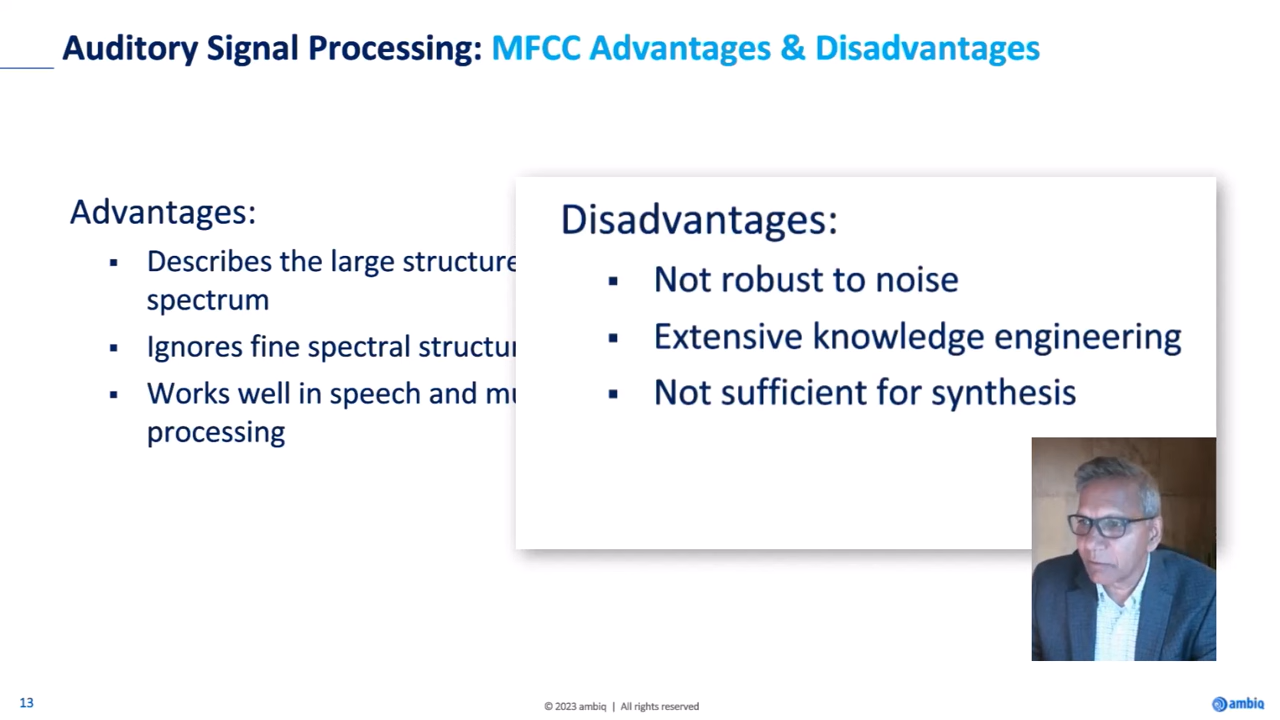 Auditory Signal Processing: MFCC Advantages & Disadvantages
Advantages:
▪ Describes the large structure
spectrum
▪ Ignores fine spectral
▪ Works well in speech and
processing
Disadvantages:
▪ Not robust to noise
▪ Extensive knowledge engineering
▪ Not sufficient for synthesis
13
© 2023 ambiq | All rights reserved
ambiq